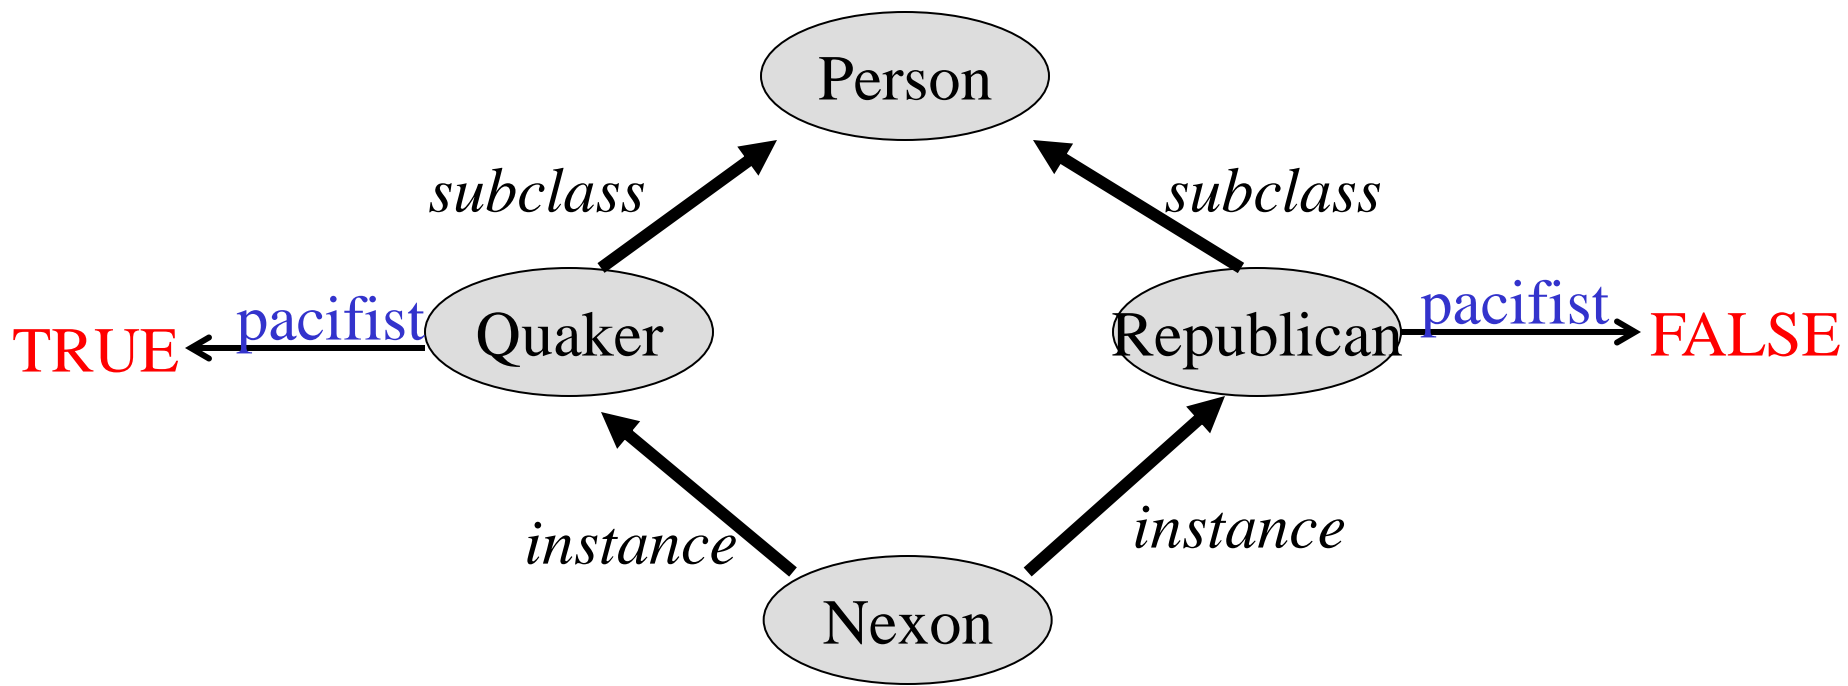 Person
subclass
subclass
pacifist
pacifist
TRUE
Quaker
Republican
FALSE
instance
instance
Nexon